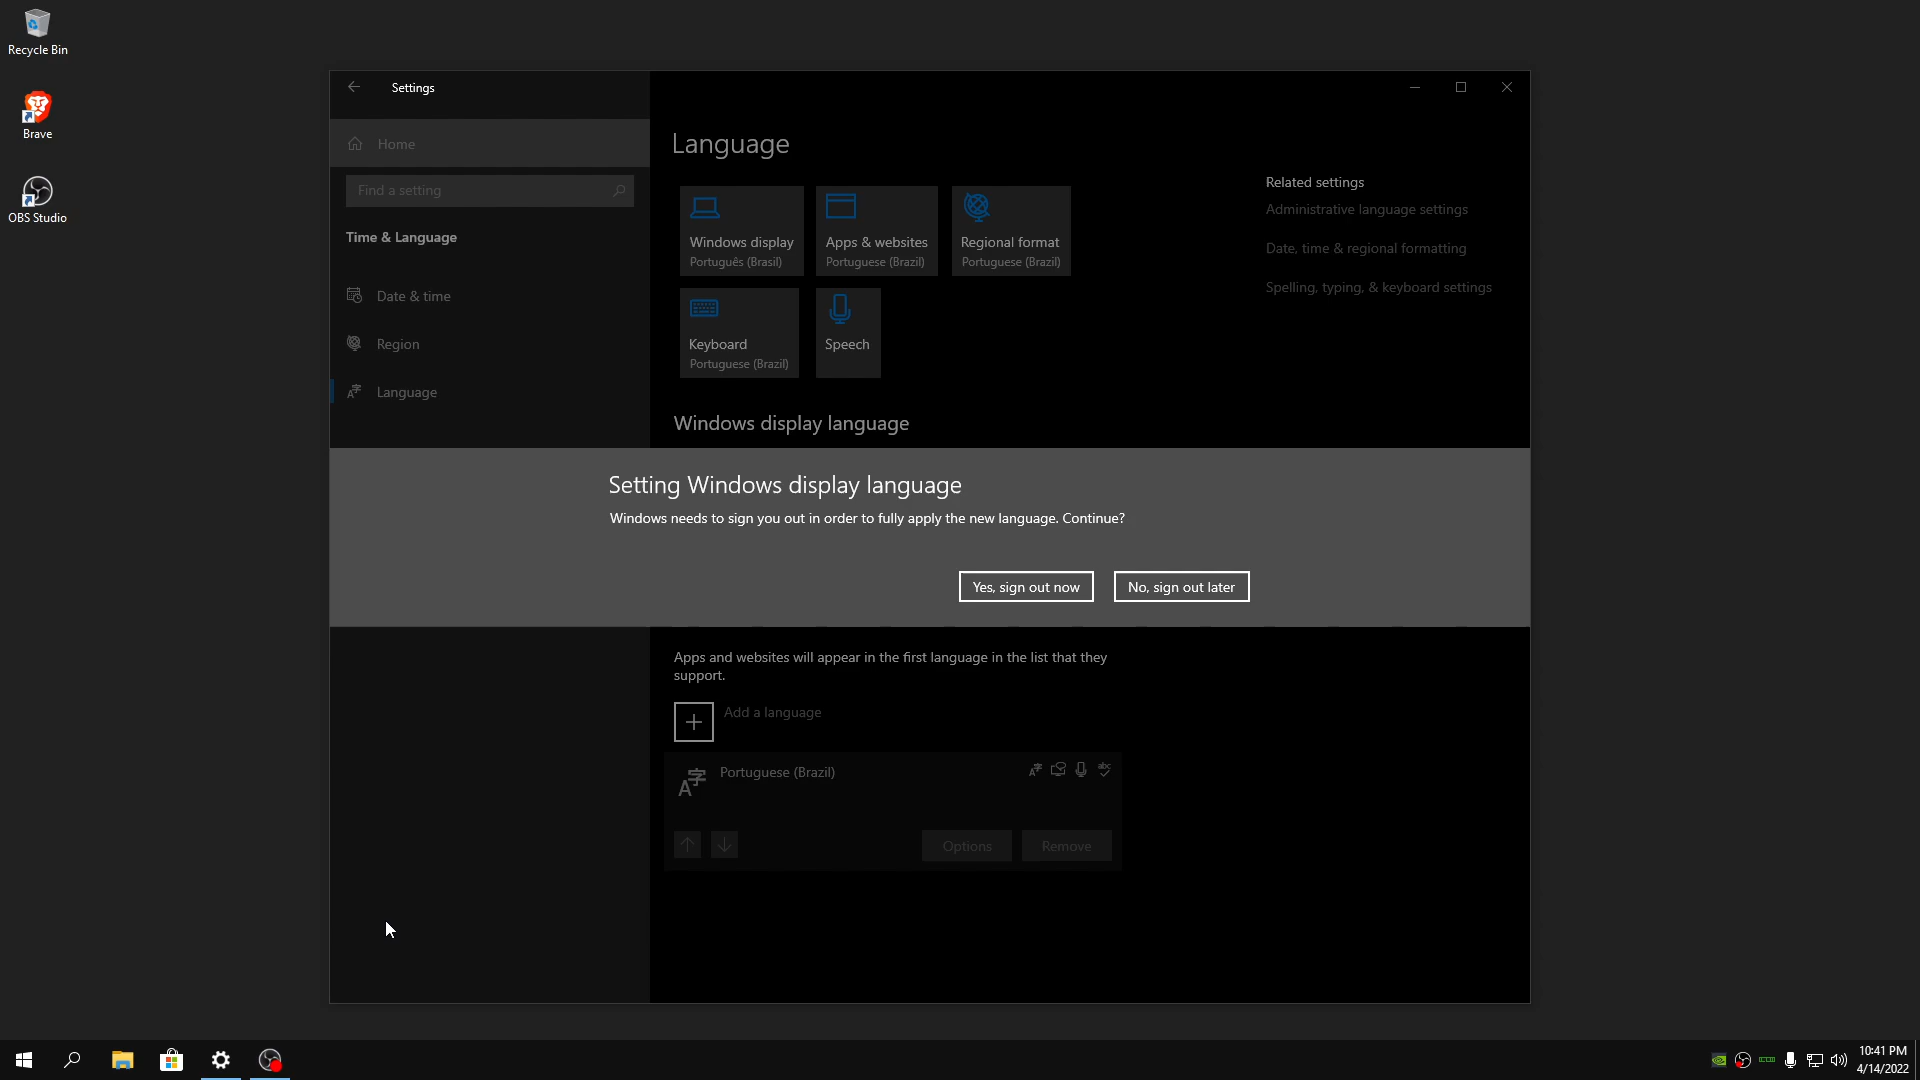 Recycle Bin
Brave
OBS Studio
Settings
Home
Find a setting
Time & Language
Date & time
Region
Language
Language
Windows display
Português (Brasil)
Apps & websites
Portuguese (Brazil)
Regional format
Portuguese (Brazil)
Keyboard
Portuguese (Brazil)
Speech
Related settings
Administrative language settings
Date, time & regional formatting
Spelling, typing, & keyboard settings
Windows display language
Setting Windows display language
Windows needs to sign you out in order to fully apply the new language. Continue?
Yes, sign out now
No, sign out later
Apps and websites will appear in the first language in the list that they
support.
Add a language
Portuguese (Brazil)
Options
Remove
10:41 PM
4/14/2022